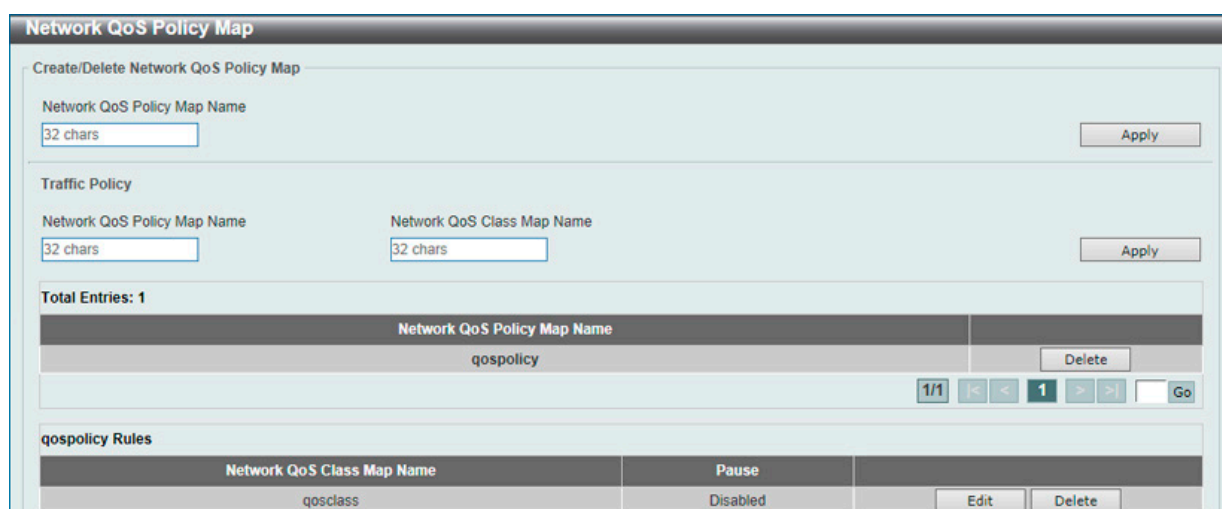 Network QoS Policy Map
Create/Delete Network QoS Policy Map
Network QoS Policy Map Name
32 chars Apply
Traffic Policy
Network QoS Policy Map Name Network QoS Class Map Name
32 chars 32 chars Apply
Total Entries: 1
Network QoS Policy Map Name
qospolicy Delete
1/1 |< < 1 > >| Go
qospolicy Rules
Network QoS Class Map Name Pause
qosclass Disabled Edit Delete